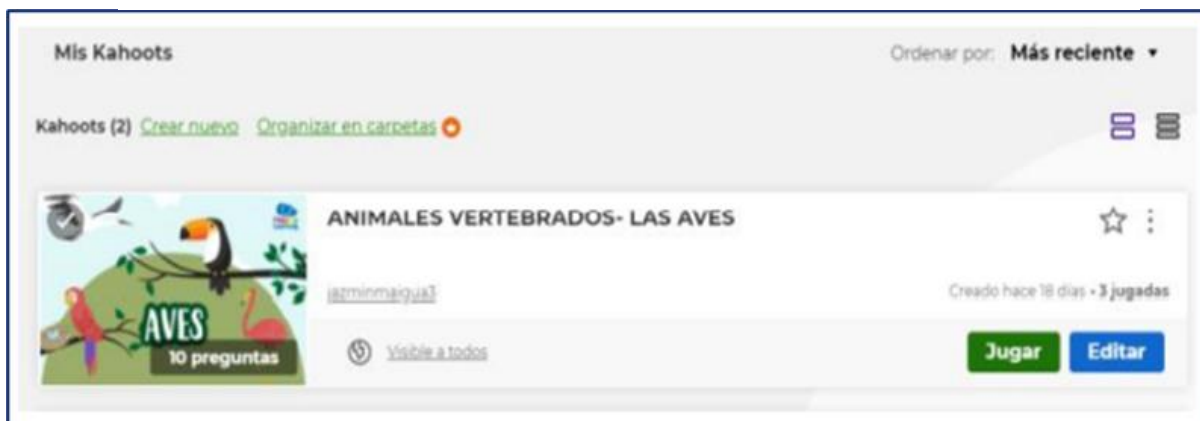 Mis Kahoots
Ordenar por: Más reciente
Kahoots (2) Crear nuevo Organizar en carpetas
ANIMALES VERTEBRADOS- LAS AVES
jazminmaigua3
Creado hace 18 días • 3 jugadas
AVES
10 preguntas
Visible a todos
Jugar Editar